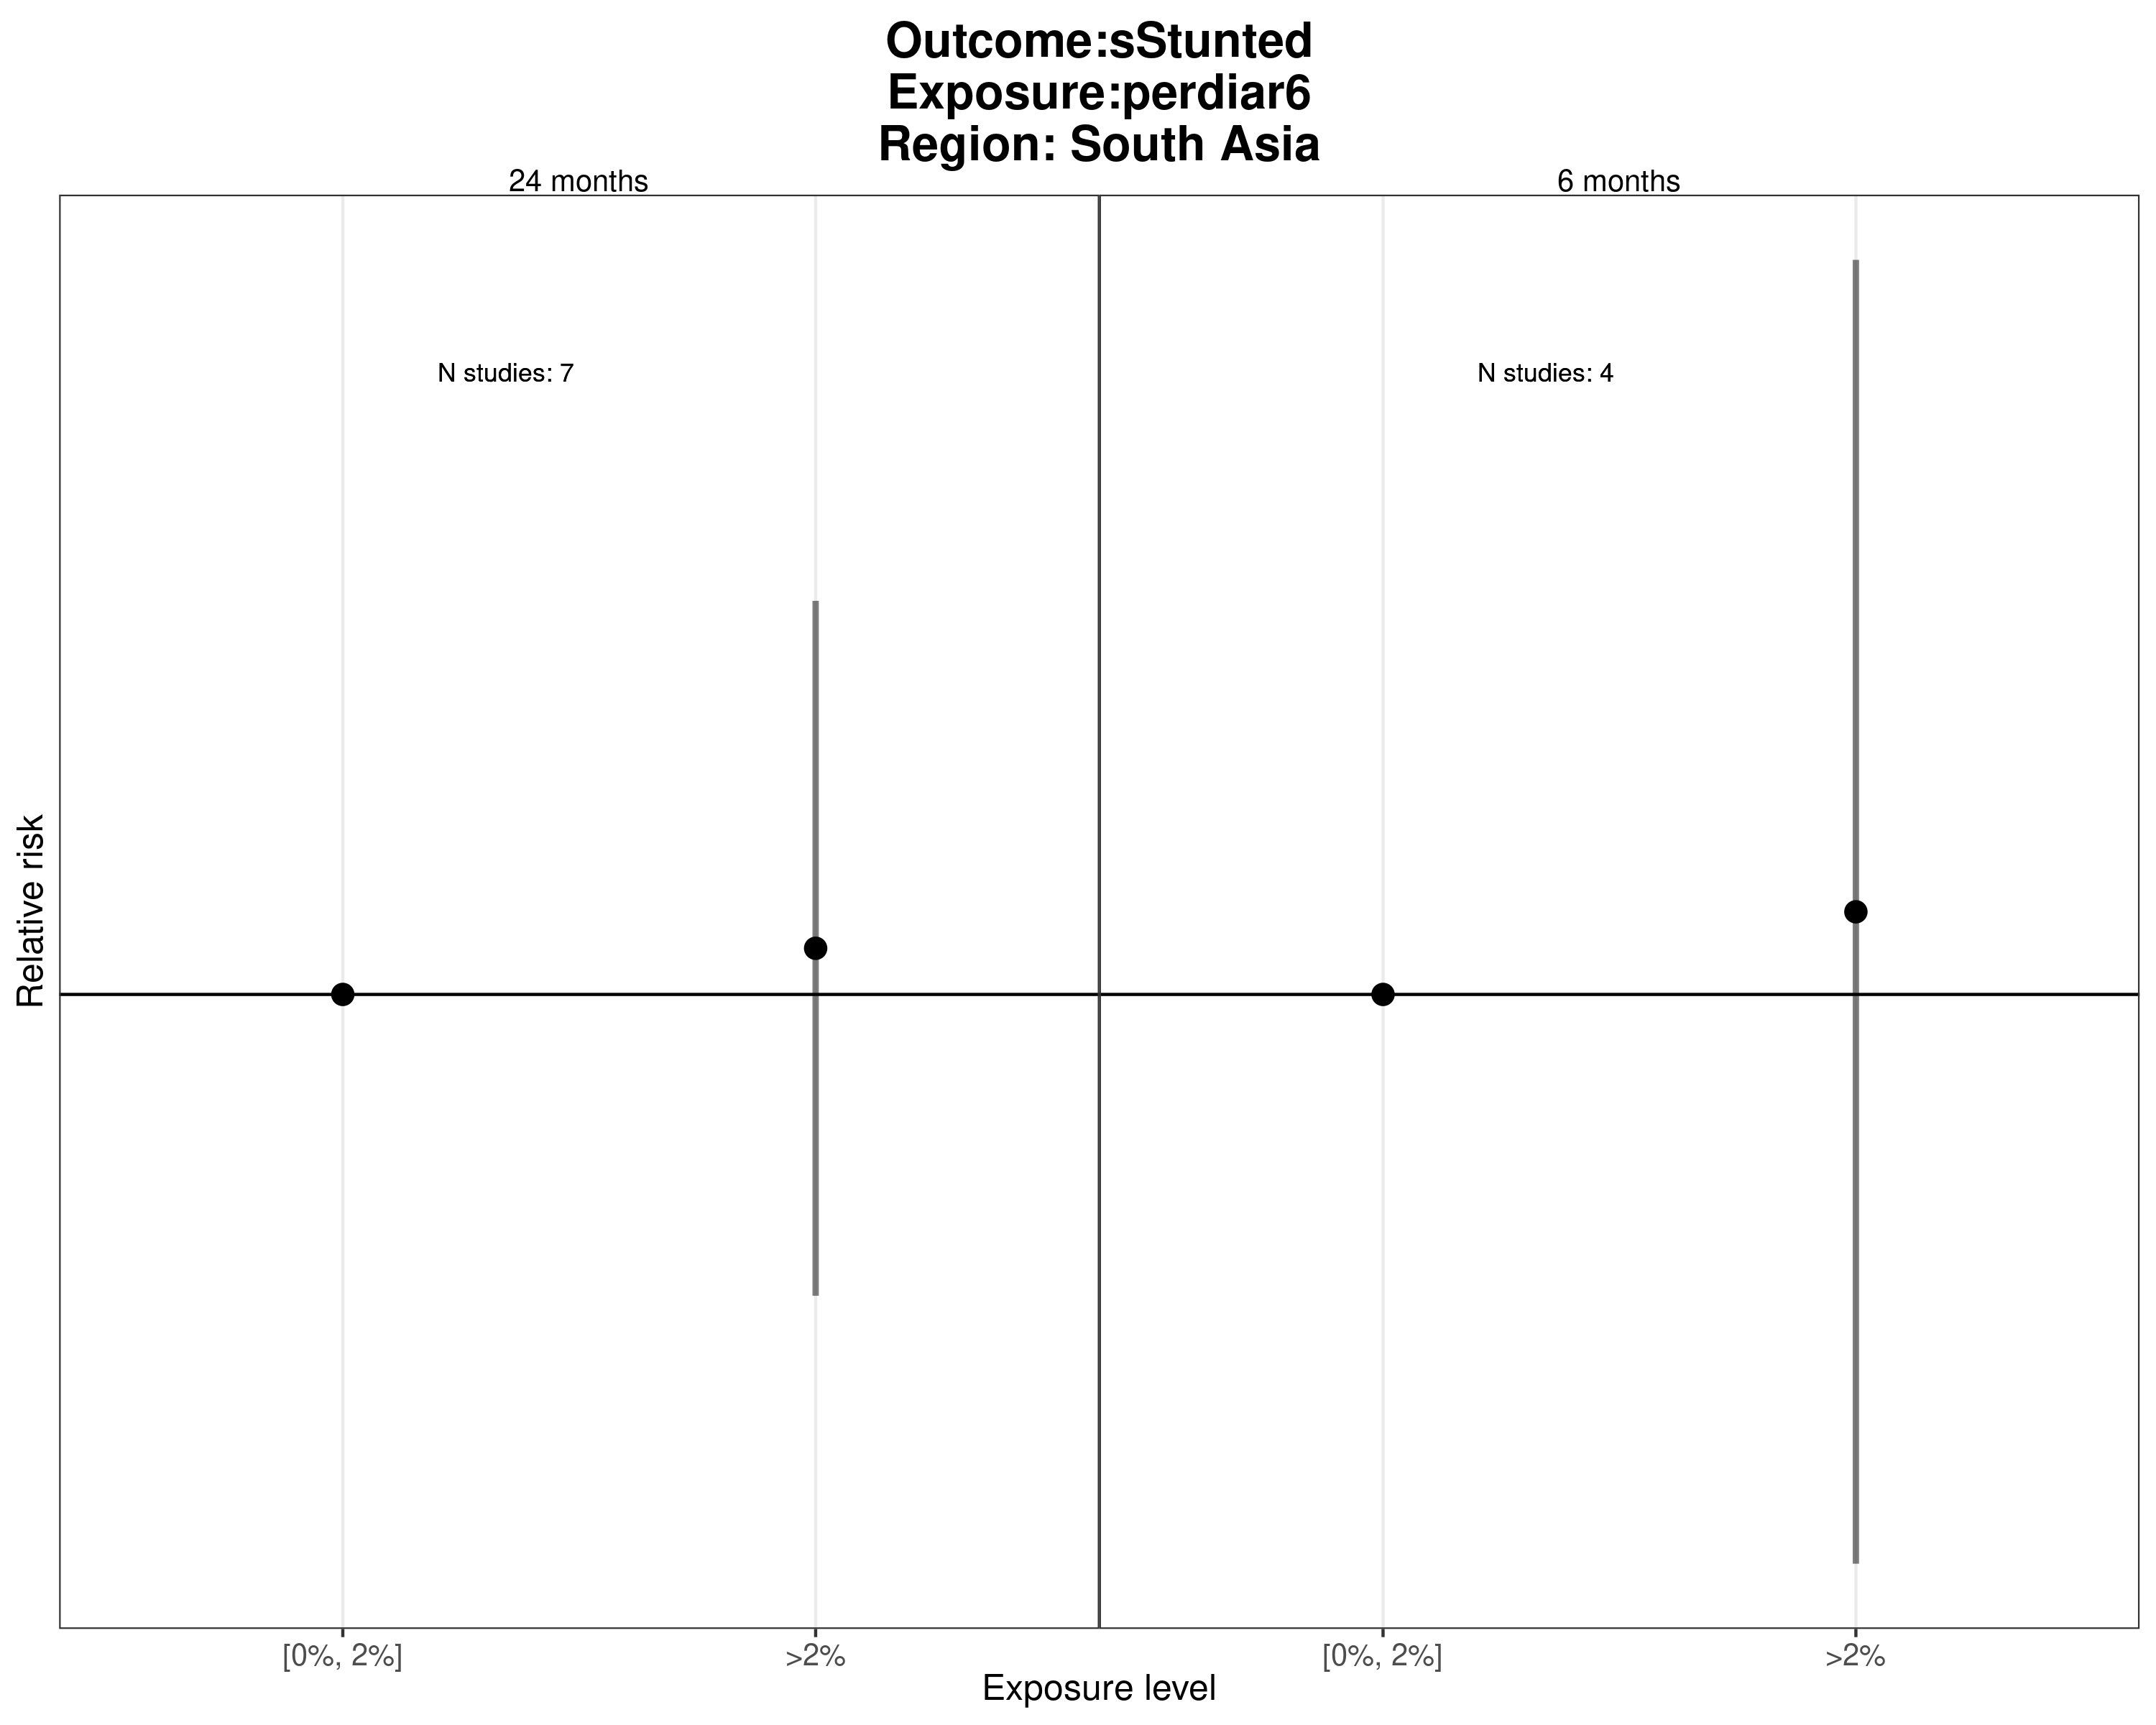 Outcome:sStunted
Exposure:perdiar6
Region: South Asia
24 months
6 months
N studies: 7
N studies: 4
Relative risk
[0%, 2%]
>2%
[0%, 2%]
>2%
Exposure level